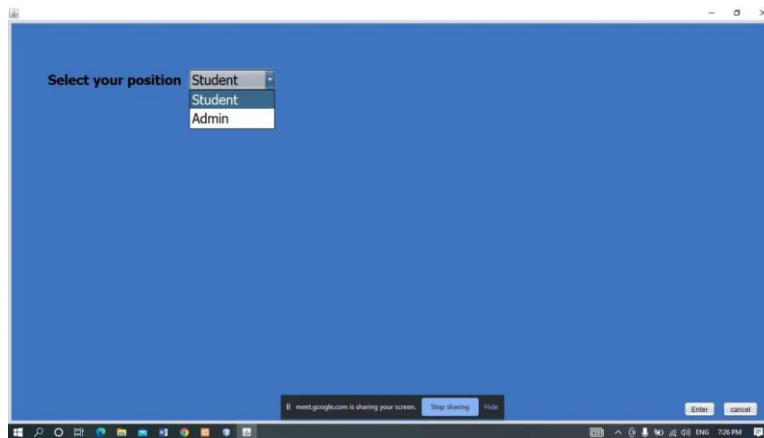 Select your position Student
Student
Admin
meet.google.com is sharing your screen. Stop sharing Hide
Enter cancel
ENG 7:26 PM